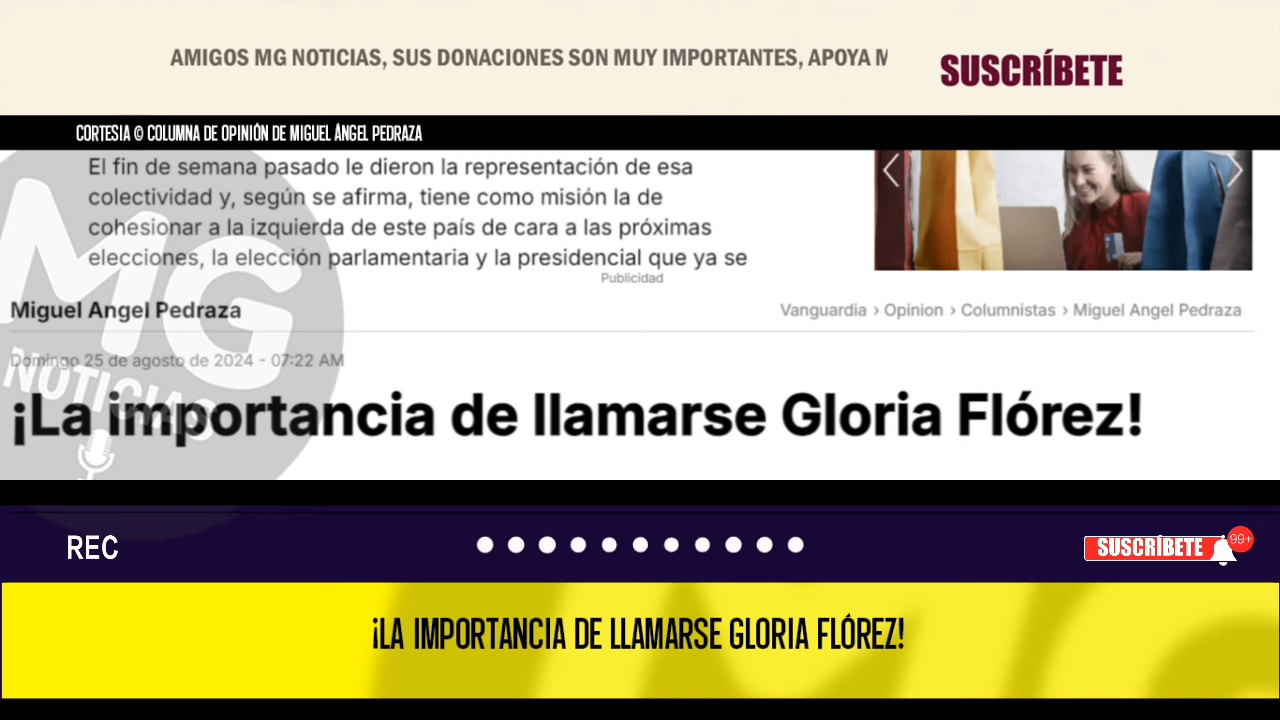 AMIGOS MG NOTICIAS, SUS DONACIONES SON MUY IMPORTANTES, APOYA M
SUSCRÍBETE
CORTESIA © COLUMNA DE OPINIÓN DE MIGUEL ÁNGEL PEDRAZA
El fin de semana pasado le dieron la representación de esa
colectividad y, según se afirma, tiene como misión la de
cohesionar a la izquierda de este país de cara a las próximas
elecciones, la elección parlamentaria y la presidencial que ya se
Publicidad
Miguel Angel Pedraza
Vanguardia › Opinion › Columnistas › Miguel Angel Pedraza
Domingo 25 de agosto de 2024 - 07:22 AM
¡La importancia de llamarse Gloria Flórez!
MG
NOTICIAS
REC
SUSCRÍBETE
99+
¡LA IMPORTANCIA DE LLAMARSE GLORIA FLÓREZ!